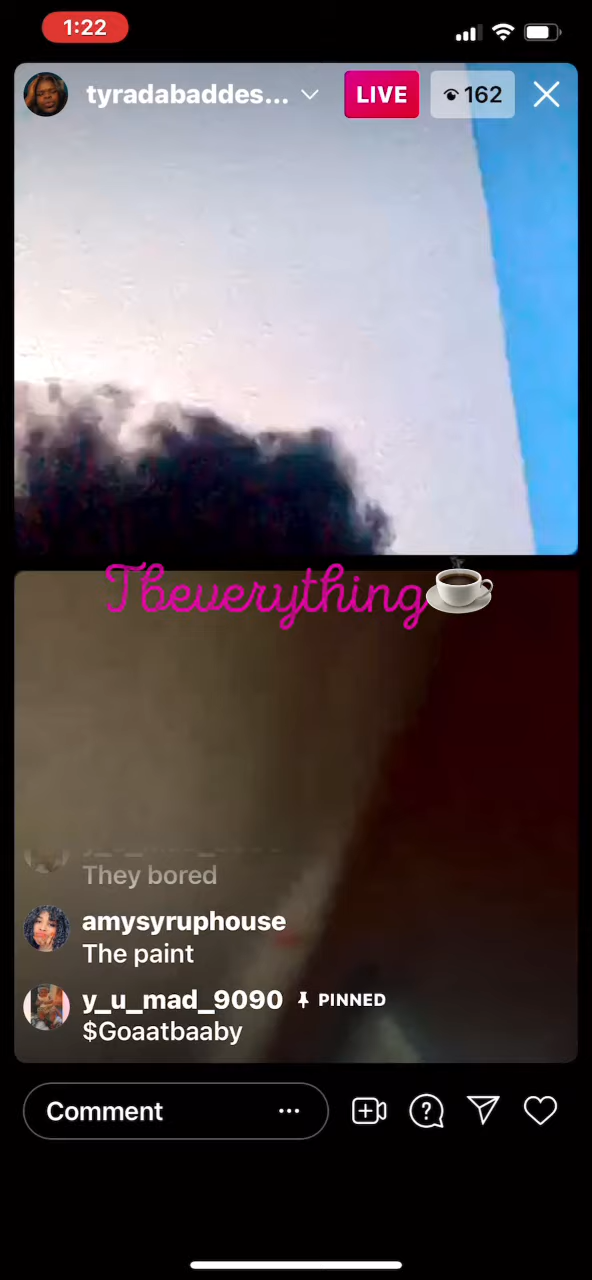 1:22
tyradabaddes...
LIVE
162
Tbeverything
They bored
amysyruphouse
The paint
y_u_mad_9090 PINNED
$Goaatbaaby
Comment